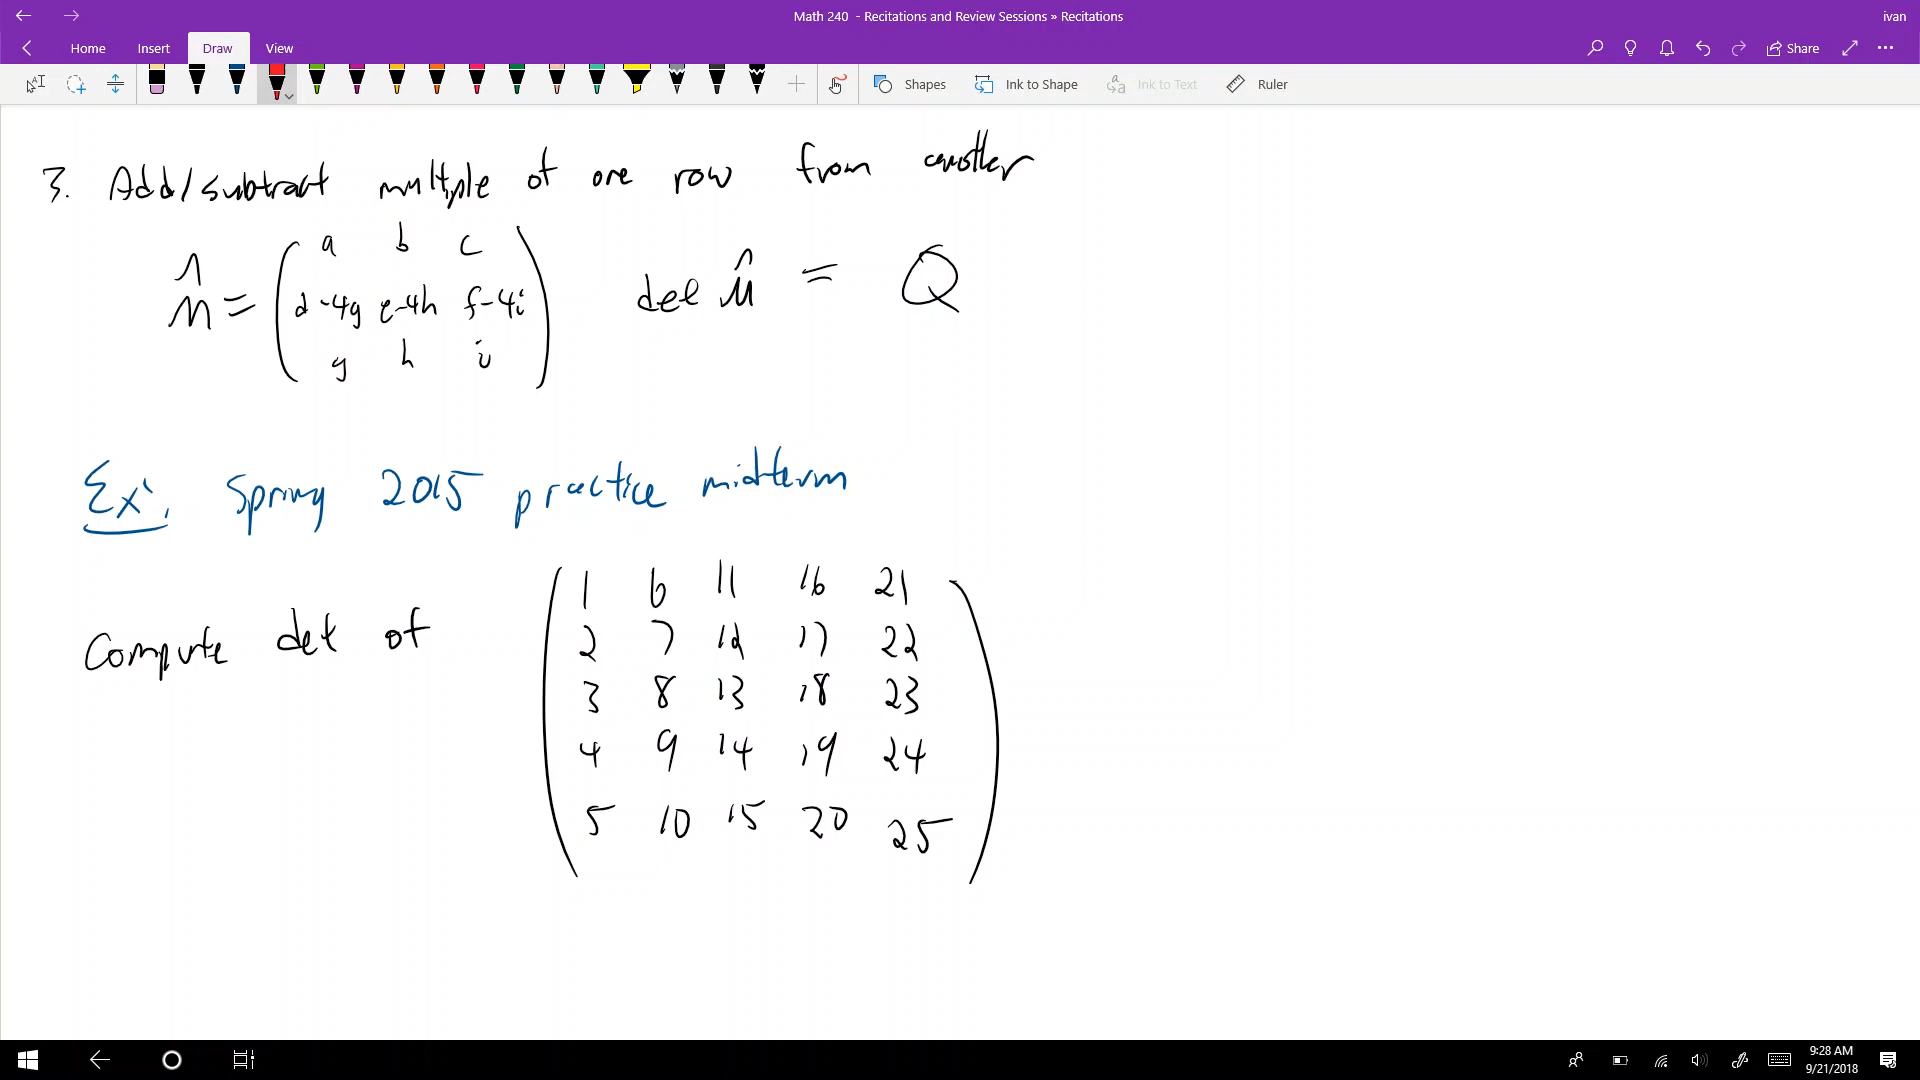 Math 240 - Recitations and Review Sessions » Recitations
ivan
Home Insert Draw View
Share
Shapes Ink to Shape Ink to Text Ruler
3. Add/subtract multiple of one row from another
a b c
M̂ = d-4g e-4h f-4i det M̂ = Q
g h i
Ex: Spring 2015 practice midterm
Compute det of
1 6 11 16 21
2 7 12 17 22
3 8 13 18 23
4 9 14 19 24
5 10 15 20 25
9:28 AM
9/21/2018